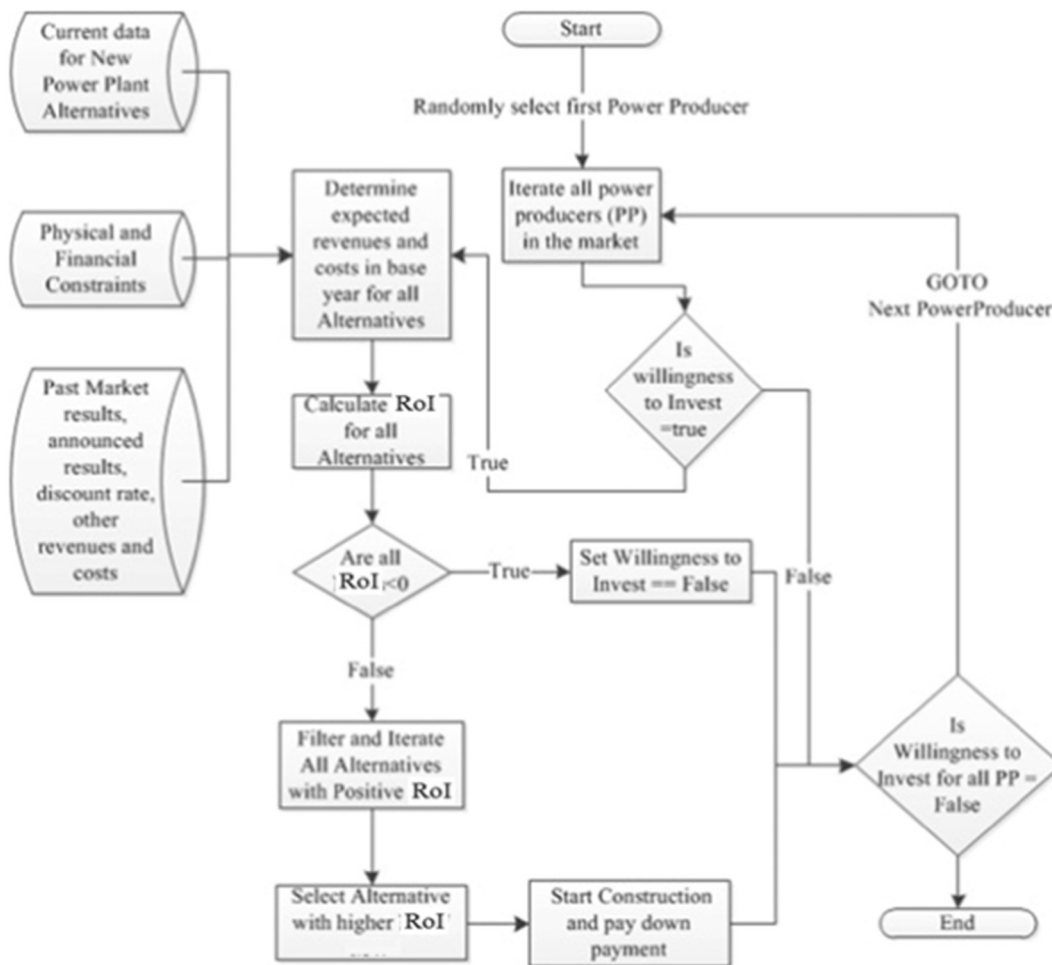 Current data
for New
Power Plant
Alternatives
Physical and
Financial
Constraints
Past Market
results,
announced
results,
discount rate,
other
revenues and
costs
Determine
expected
revenues and
costs in base
year for all
Alternatives
Calculate RoI
for all
Alternatives
Are all
RoI <0
True
False
Filter and Iterate
All Alternatives
with Positive RoI
Select Alternative
with higher RoI
Start
Randomly select first Power Producer
Iterate all power
producers (PP)
in the market
Is
willingness
to Invest
=true
True
False
Set Willingness to
Invest == False
Start Construction
and pay down
payment
GOTO
Next PowerProducer
Is
Willingness to
Invest for all PP =
False
End